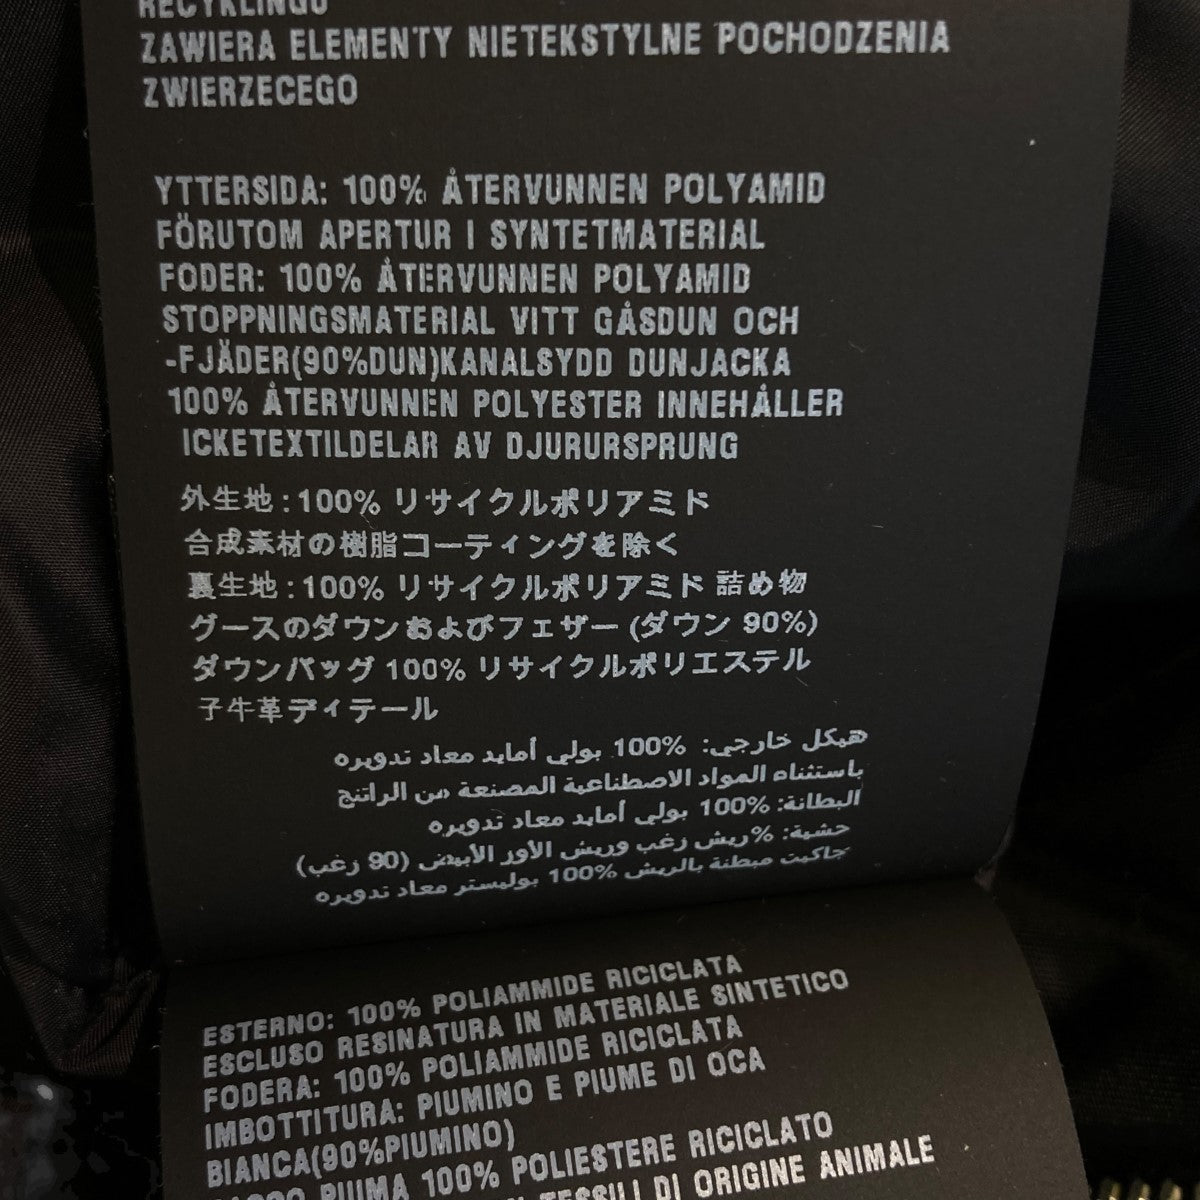 RECYKLINGU
ZAWIERA ELEMENTY NIETEKSTYLNE POCHODZENIA
ZWIERZECEGO
YTTERSIDA: 100% ÅTERVUNNEN POLYAMID
FÖRUTOM APERTUR I SYNTETMATERIAL
FODER: 100% ÅTERVUNNEN POLYAMID
STOPPNINGSMATERIAL VITT GÅSDUN OCH
-FJÄDER(90%DUN)KANALSYDD DUNJACKA
100% ÅTERVUNNEN POLYESTER INNEHÅLLER
ICKETEXTILDELAR AV DJURURSPRUNG
外生地:100% リサイクルポリアミド
合成素材の樹脂コーティングを除く
裏生地:100% リサイクルポリアミド 詰め物
グースのダウンおよびフェザー(ダウン 90%)
ダウンバッグ 100% リサイクルポリエステル
子牛革ディテール
هيكل خارجي: %100 بولي أمايد معاد تدويره
باستثناء المواد الاصطناعية المصنعة من الراتنج
البطانة: %100 بولي أمايد معاد تدويره
حشية: %ريش رغب وريش الأوز الأبيض (90 رغب)
جاكيت مبطنة بالريش %100 بوليستر معاد تدويره
ESTERNO: 100% POLIAMMIDE RICICLATA
ESCLUSO RESINATURA IN MATERIALE SINTETICO
FODERA: 100% POLIAMMIDE RICICLATA
IMBOTTITURA: PIUMINO E PIUME DI OCA
BIANCA(90%PIUMINO)
PIUMA 100% POLIESTERE RICICLATO
TESSILI DI ORIGINE ANIMALE